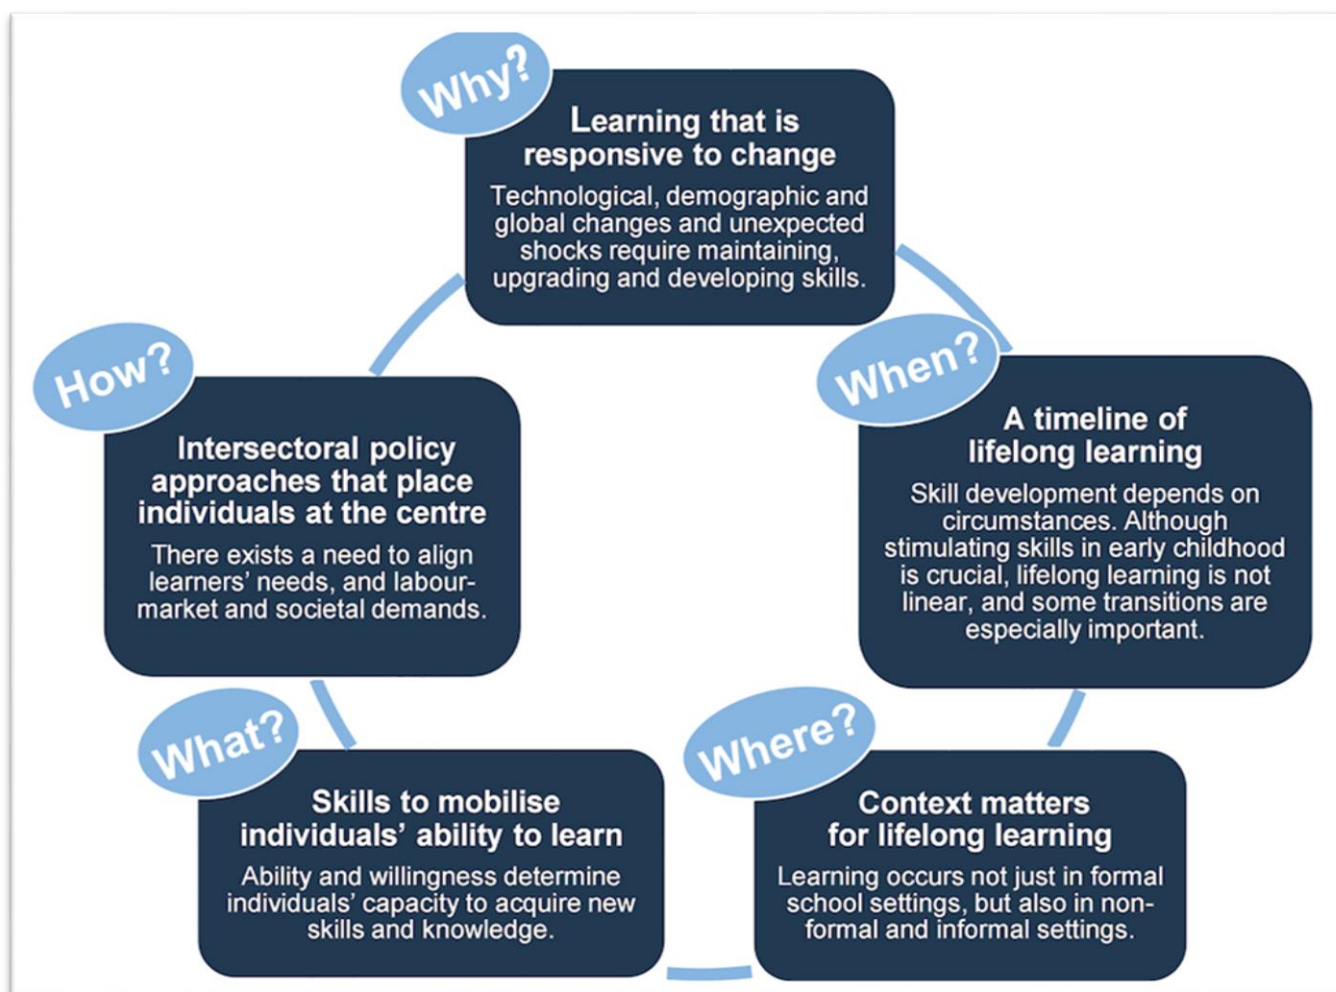 Why?
Learning that is
responsive to change
Technological, demographic and
global changes and unexpected
shocks require maintaining,
upgrading and developing skills.
When?
A timeline of
lifelong learning
Skill development depends on
circumstances. Although
stimulating skills in early childhood
is crucial, lifelong learning is not
linear, and some transitions are
especially important.
Where?
Context matters
for lifelong learning
Learning occurs not just in formal
school settings, but also in non-
formal and informal settings.
What?
Skills to mobilise
individuals’ ability to learn
Ability and willingness determine
individuals’ capacity to acquire new
skills and knowledge.
How?
Intersectoral policy
approaches that place
individuals at the centre
There exists a need to align
learners’ needs, and labour-
market and societal demands.